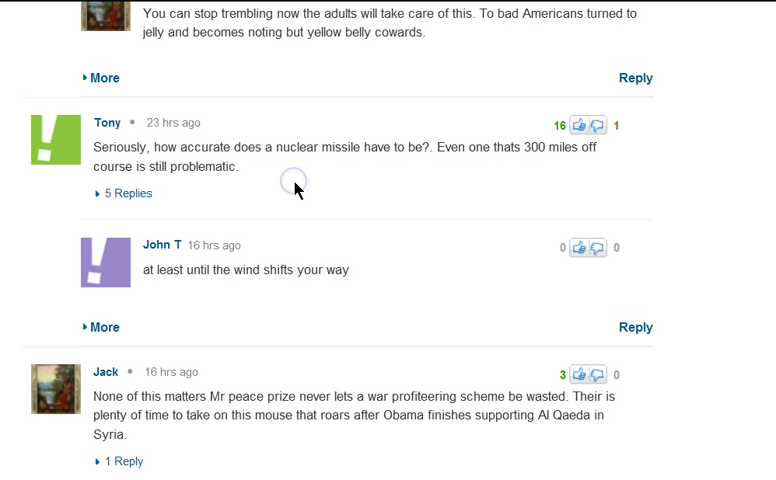 You can stop trembling now the adults will take care of this. To bad Americans turned to
jelly and becomes noting but yellow belly cowards.
More Reply
Tony • 23 hrs ago 16 1
Seriously, how accurate does a nuclear missile have to be?. Even one thats 300 miles off
course is still problematic.
5 Replies
John T 16 hrs ago 0 0
at least until the wind shifts your way
More Reply
Jack • 16 hrs ago 3 0
None of this matters Mr peace prize never lets a war profiteering scheme be wasted. Their is
plenty of time to take on this mouse that roars after Obama finishes supporting Al Qaeda in
Syria.
1 Reply